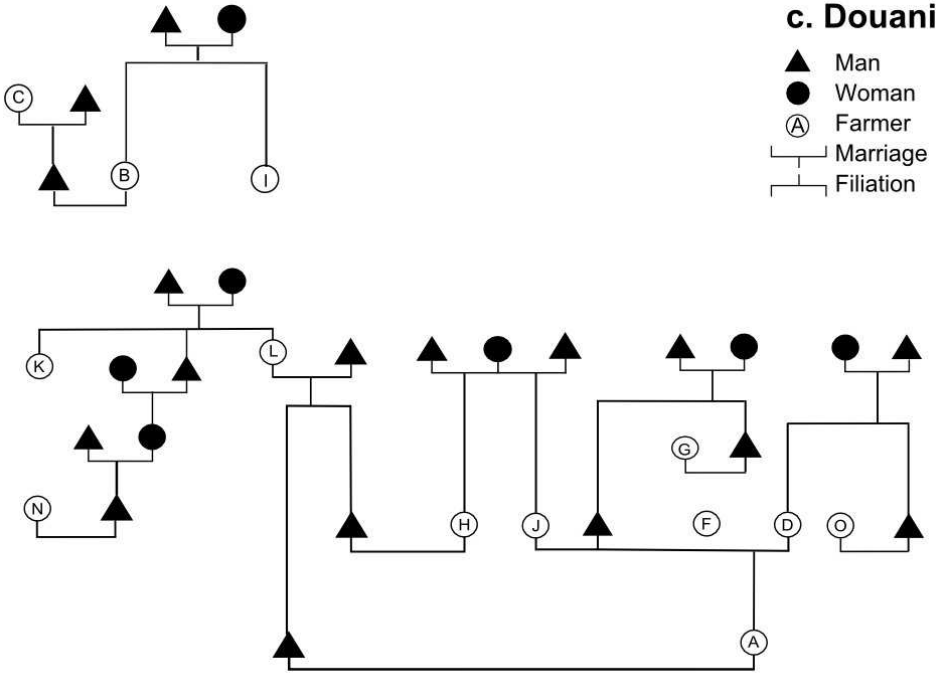 c. Douani
Man
Woman
A Farmer
Marriage
Filiation
C
B
I
K
L
G
N
H
J
F
D
O
A